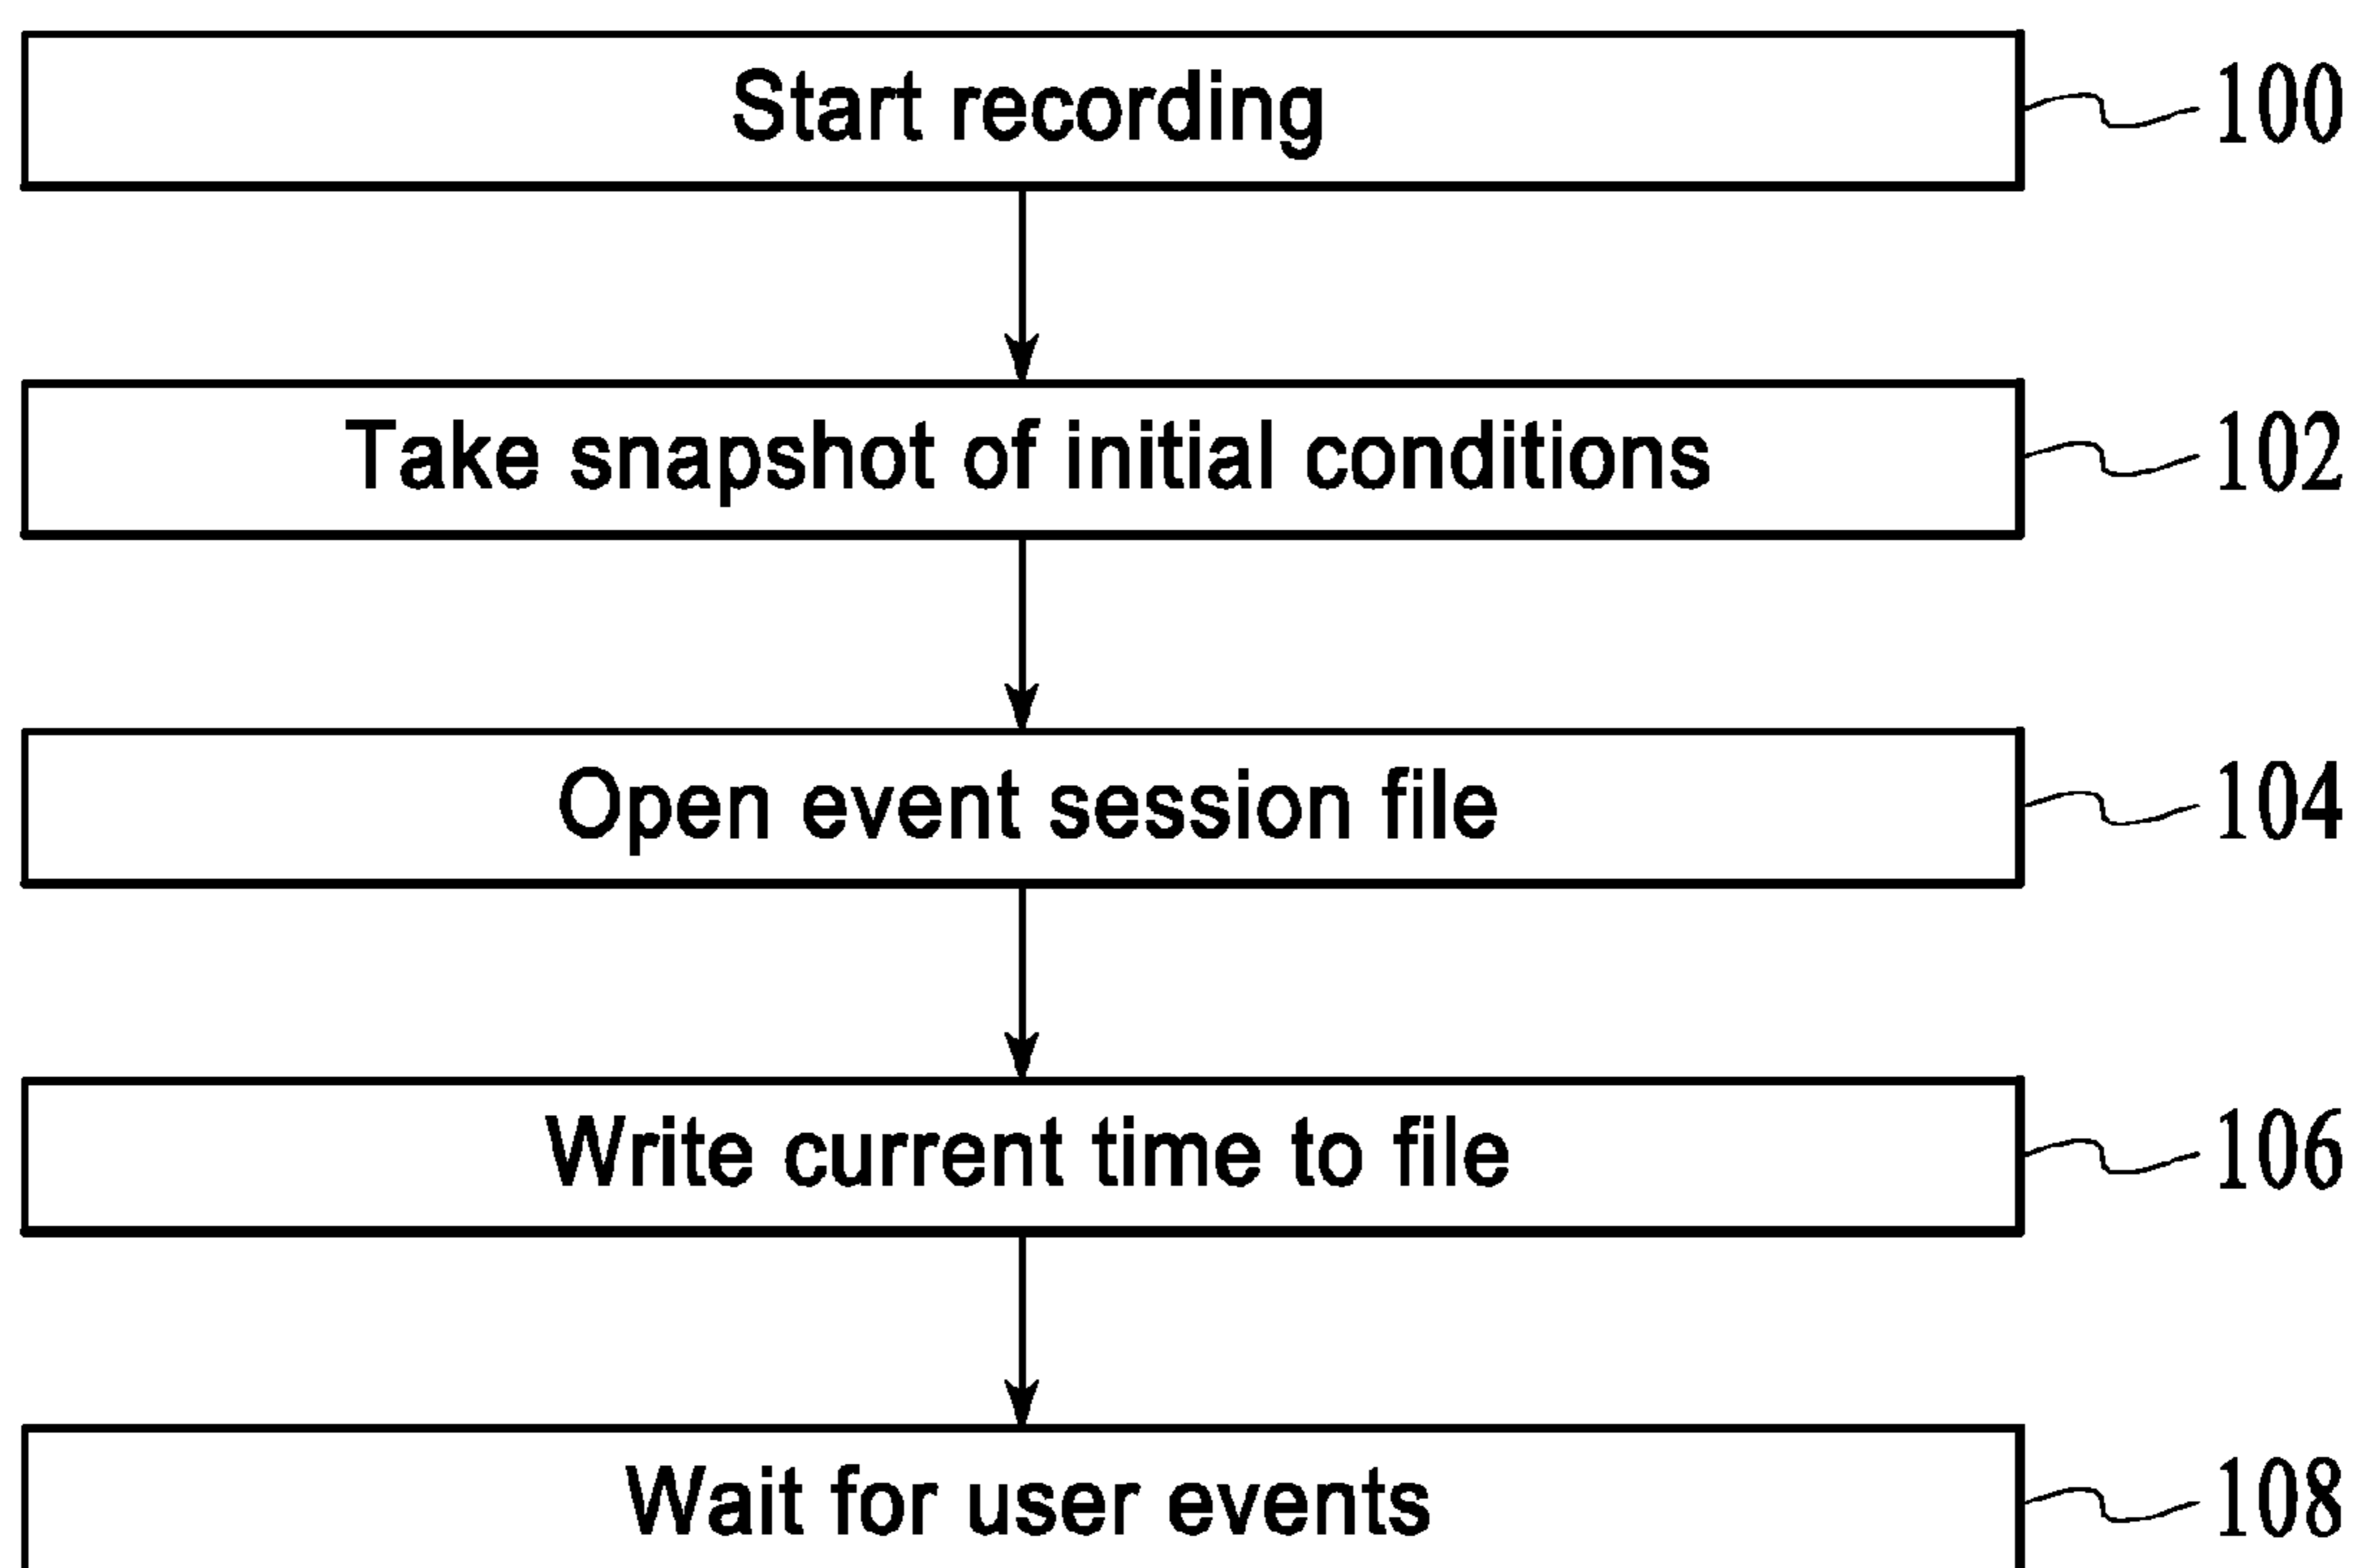 Start recording 100
Take snapshot of initial conditions 102
Open event session file 104
Write current time to file 106
Wait for user events 108